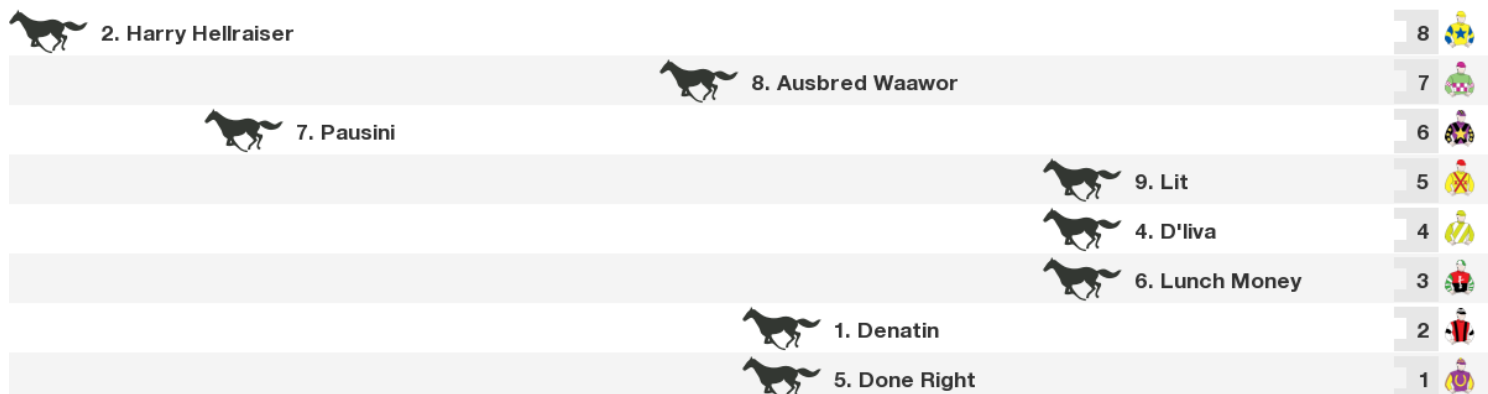 2. Harry Hellraiser 8
8. Ausbred Waawor 7
7. Pausini 6
9. Lit 5
4. D'liva 4
6. Lunch Money 3
1. Denatin 2
5. Done Right 1